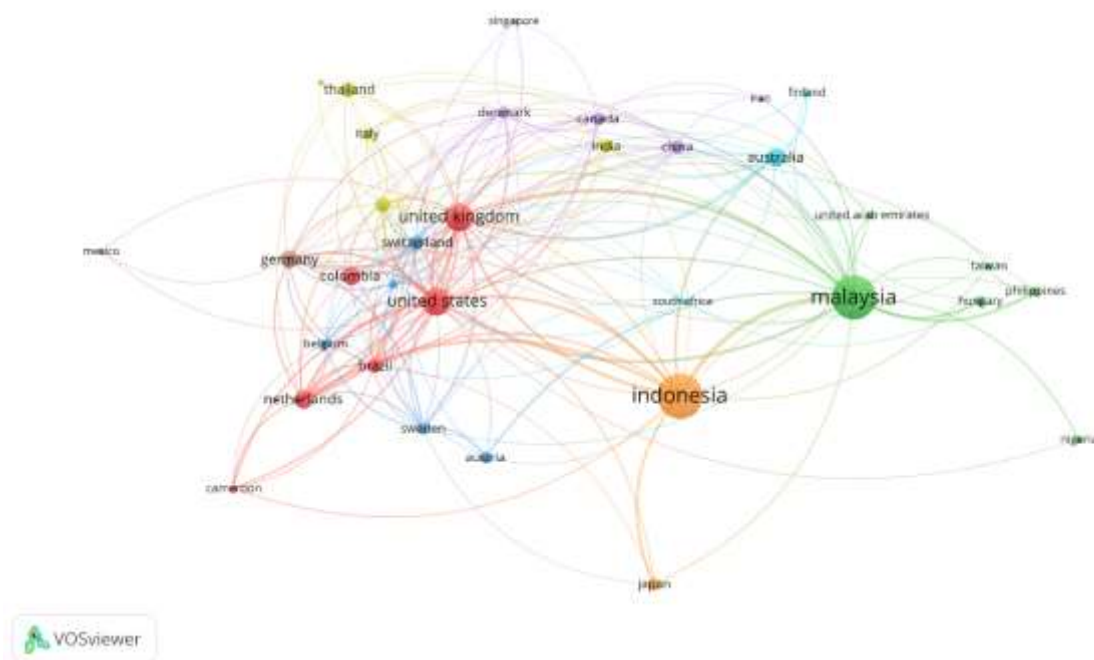 singapore
thailand
finland
iran
denmark
canada
italy
india
china
australia
united kingdom
united arab emirates
switzerland
mexico
germany
taiwan
colombia
philippines
malaysia
united states
south africa
hungary
belgium
brazil
indonesia
netherlands
sweden
nigeria
austria
cameroon
japan
VOSviewer